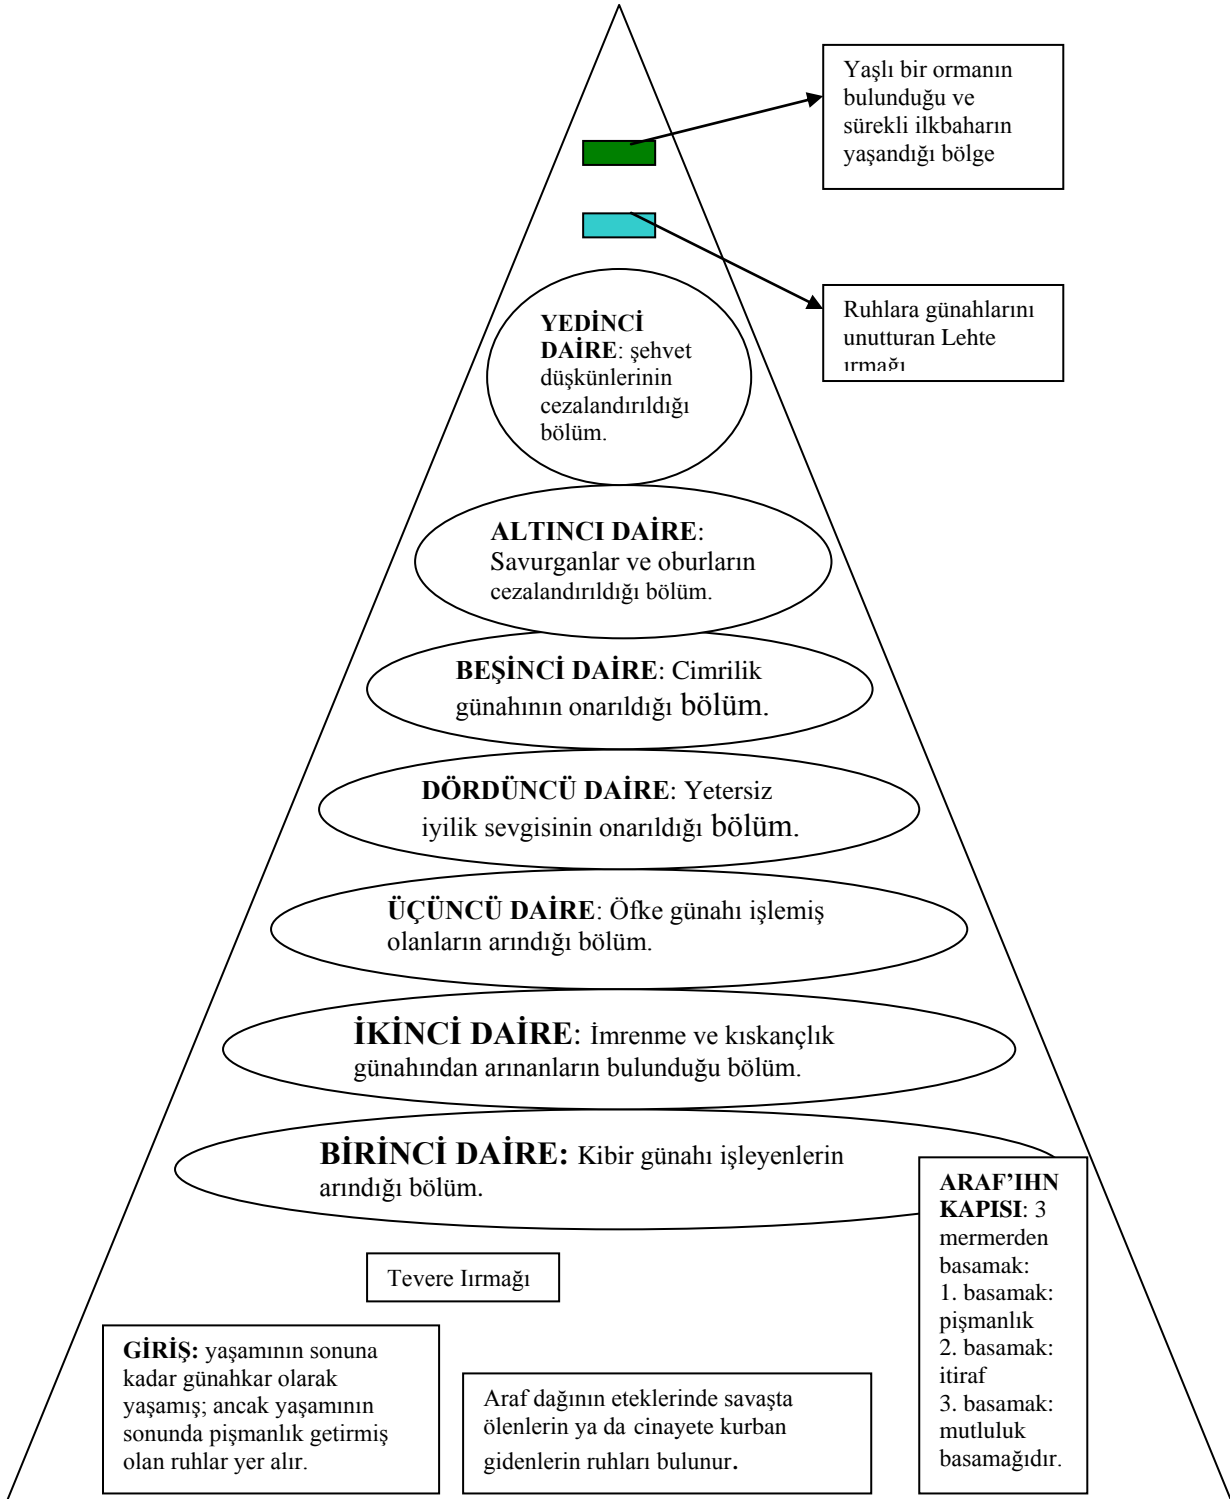 Yaşlı bir ormanın
bulunduğu ve
sürekli ilkbaharın
yaşandığı bölge
Ruhlara günahlarını
unutturan Lehte
ırmağı
YEDİNCİ
DAİRE: şehvet
düşkünlerinin
cezalandırıldığı
bölüm.
ALTINCI DAİRE:
Savurganlar ve oburların
cezalandırıldığı bölüm.
BEŞİNCİ DAİRE: Cimrilik
günahının onarıldığı bölüm.
DÖRDÜNCÜ DAİRE: Yetersiz
iyilik sevgisinin onarıldığı bölüm.
ÜÇÜNCÜ DAİRE: Öfke günahı işlemiş
olanların arındığı bölüm.
İKİNCİ DAİRE: İmrenme ve kıskançlık
günahından arınanların bulunduğu bölüm.
BİRİNCİ DAİRE: Kibir günahı işleyenlerin
arındığı bölüm.
ARAF’IHN
KAPISI: 3
mermerden
basamak:
1. basamak:
pişmanlık
2. basamak:
itiraf
3. basamak:
mutluluk
basamağıdır.
Tevere Iırmağı
GİRİŞ: yaşamının sonuna
kadar günahkar olarak
yaşamış; ancak yaşamının
sonunda pişmanlık getirmiş
olan ruhlar yer alır.
Araf dağının eteklerinde savaşta
ölenlerin ya da cinayete kurban
gidenlerin ruhları bulunur.